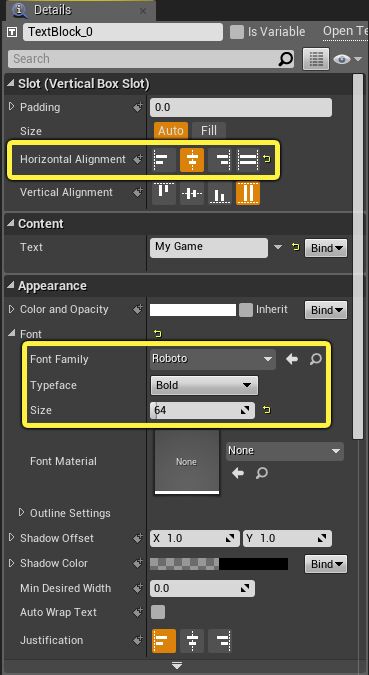 Details
TextBlock_0 Is Variable Open Te
Search
Slot (Vertical Box Slot)
Padding 0.0
Size Auto Fill
Horizontal Alignment
Vertical Alignment
Content
Text My Game Bind
Appearance
Color and Opacity Inherit Bind
Font
Font Family Roboto
Typeface Bold
Size 64
Font Material None None
Outline Settings
Shadow Offset X 1.0 Y 1.0
Shadow Color Bind
Min Desired Width 0.0
Auto Wrap Text
Justification